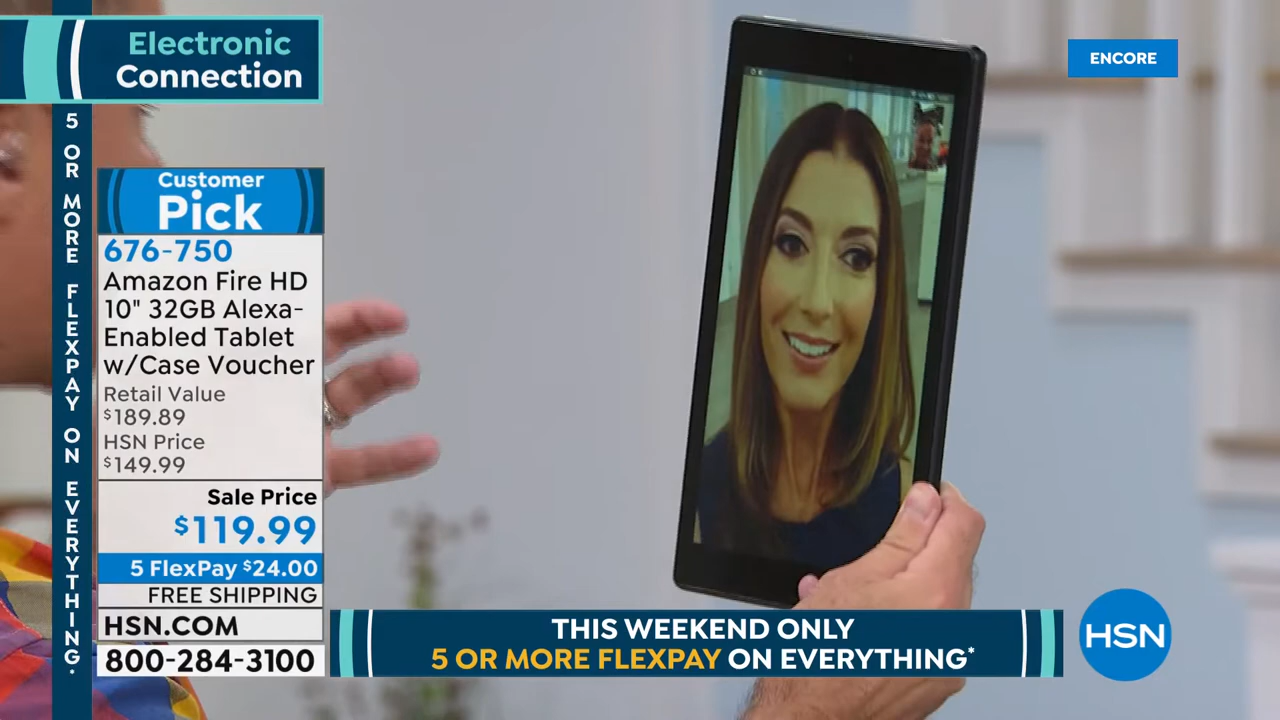 Electronic
Connection
ENCORE
5 OR MORE FLEXPAY ON EVERYTHING.
Customer
Pick
676-750
Amazon Fire HD
10" 32GB Alexa-
Enabled Tablet
w/Case Voucher
Retail Value
$189.89
HSN Price
$149.99
Sale Price
$119.99
5 FlexPay $24.00
FREE SHIPPING
HSN.COM
800-284-3100
THIS WEEKEND ONLY
5 OR MORE FLEXPAY ON EVERYTHING*
HSN